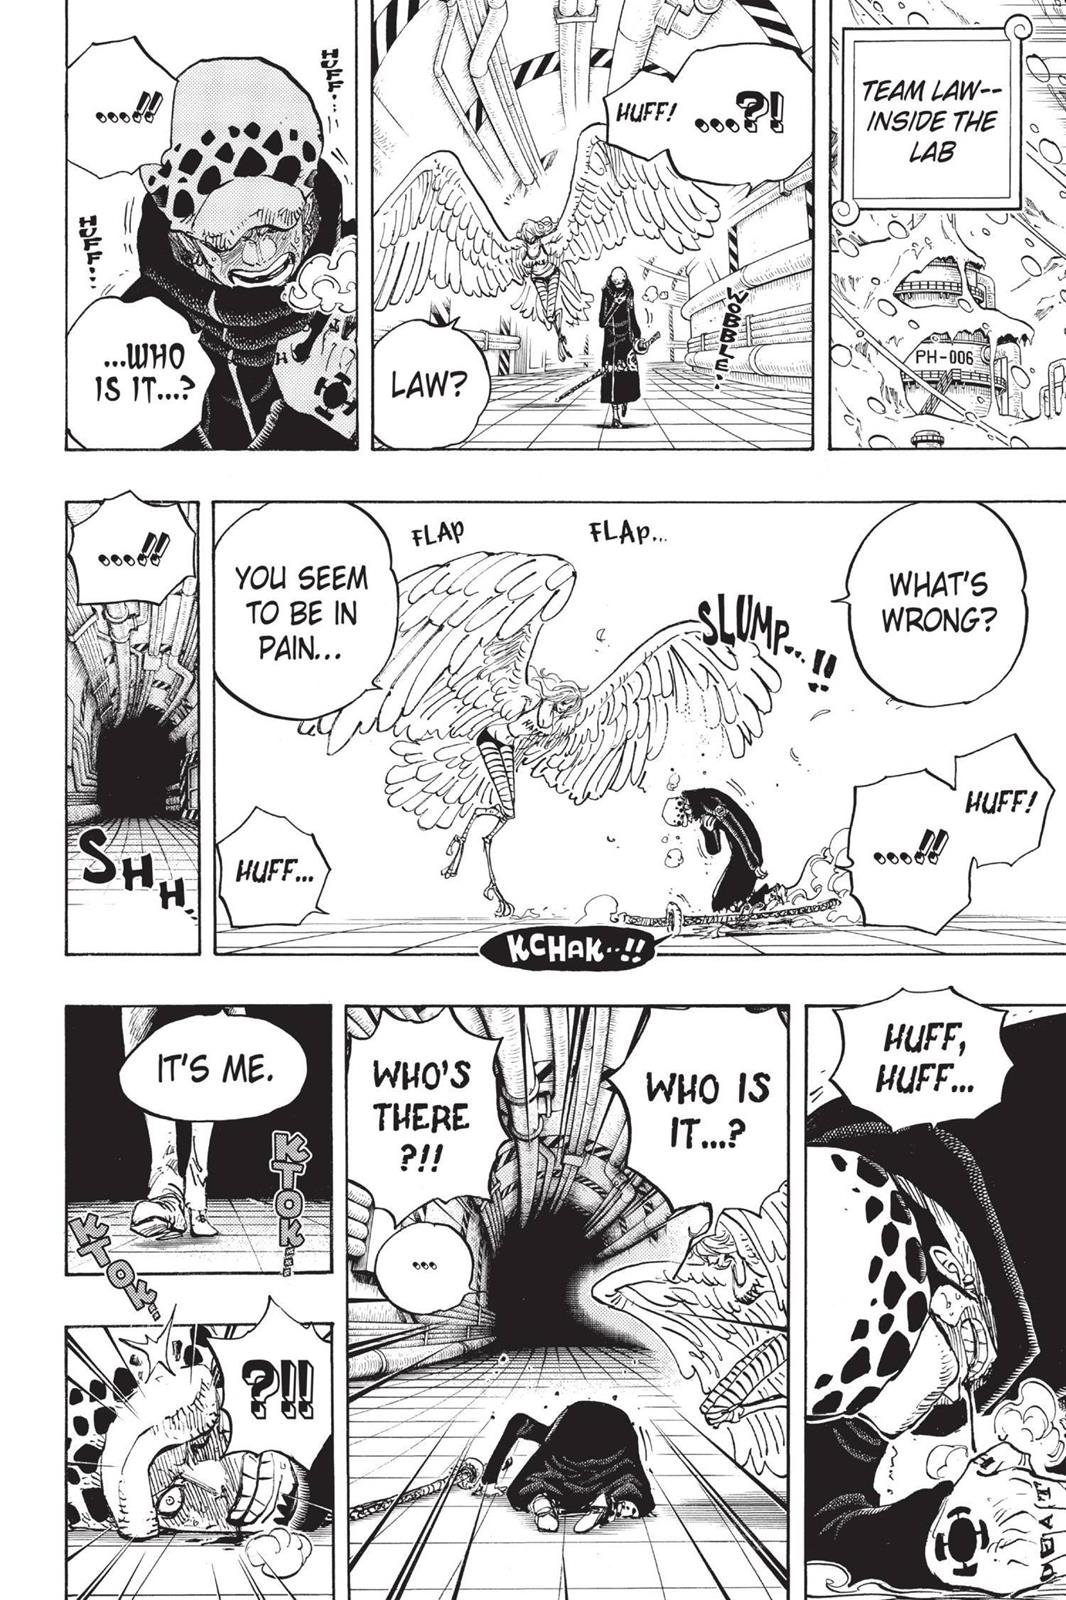 TEAM LAW--
INSIDE THE
LAB
PH-006
HUFF!
...?!
LAW?
WOBBLE!
HUFF!
...!!
HUFF!
...WHO
IS IT...?
WHAT'S
WRONG?
FLAP...
FLAP
SLUMP...!!
YOU SEEM
TO BE IN
PAIN...
HUFF!
...!!
KCHAK...!!
HUFF...
...!!
SHH...
HUFF,
HUFF...
DEATH
WHO IS
IT...?
WHO'S
THERE
?!!
...
IT'S ME.
KTOK...
KTOK...
?!!